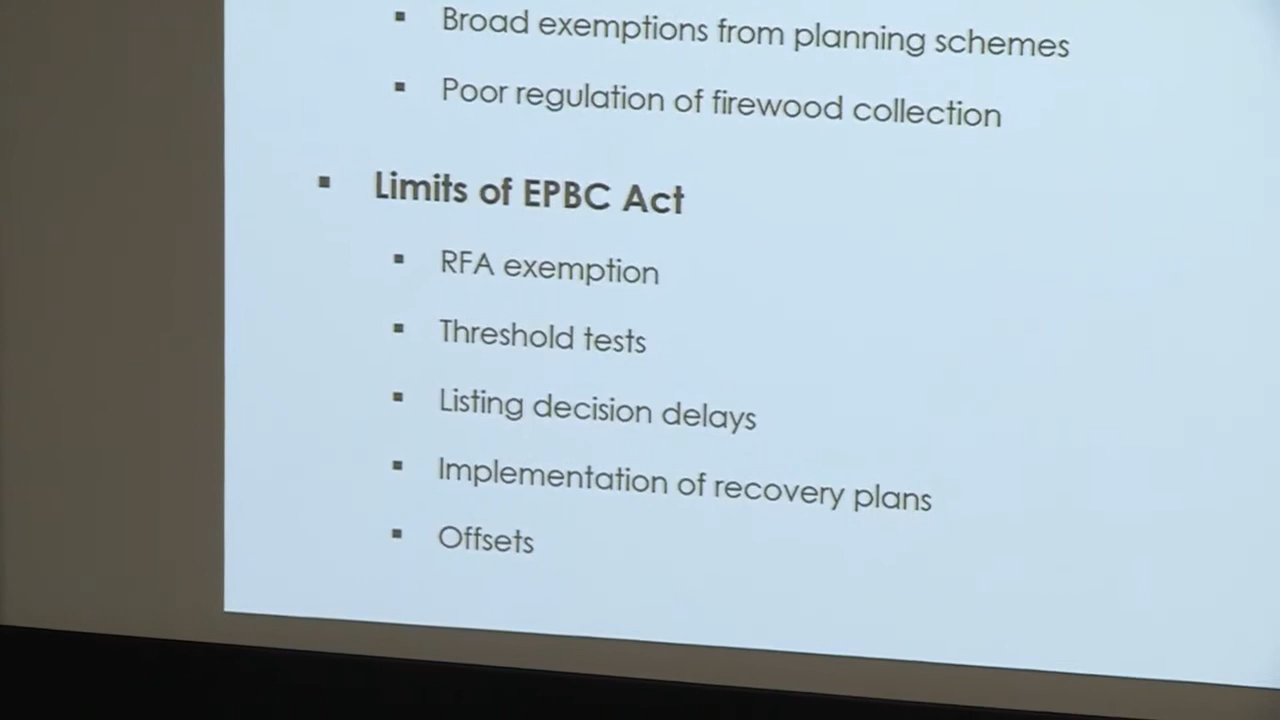 ▪ Broad exemptions from planning schemes
▪ Poor regulation of firewood collection
▪ Limits of EPBC Act
▪ RFA exemption
▪ Threshold tests
▪ Listing decision delays
▪ Implementation of recovery plans
▪ Offsets